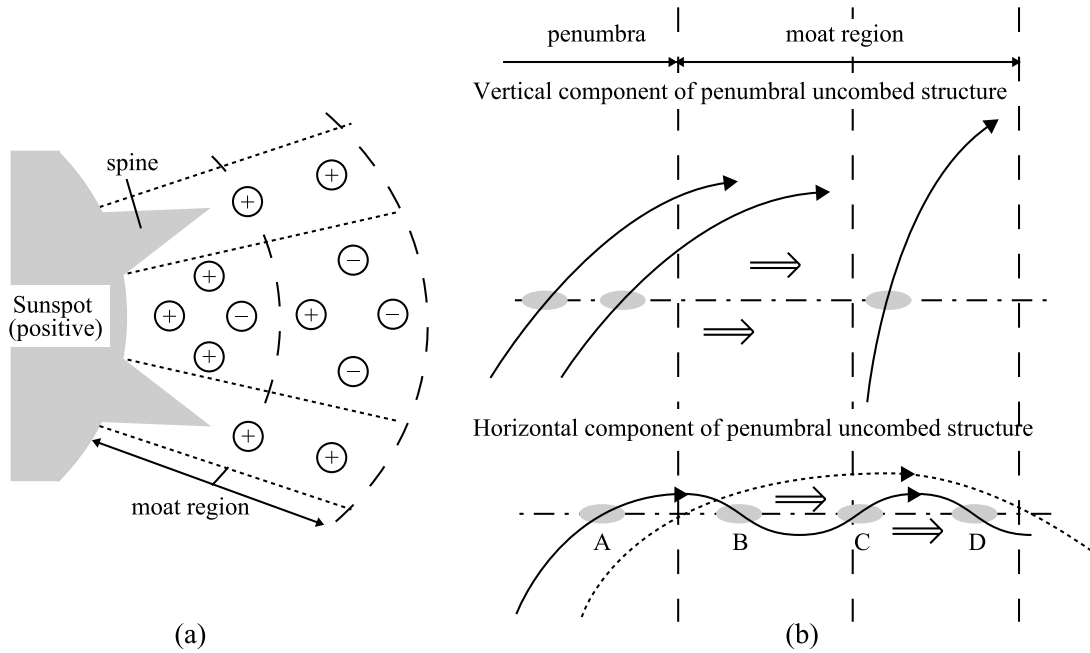 spine
+
+
+
−
Sunspot
(positive)
+
−
+
−
+
−
+
+
moat region
(a)
penumbra
moat region
Vertical component of penumbral uncombed structure
Horizontal component of penumbral uncombed structure
A
B
C
D
(b)